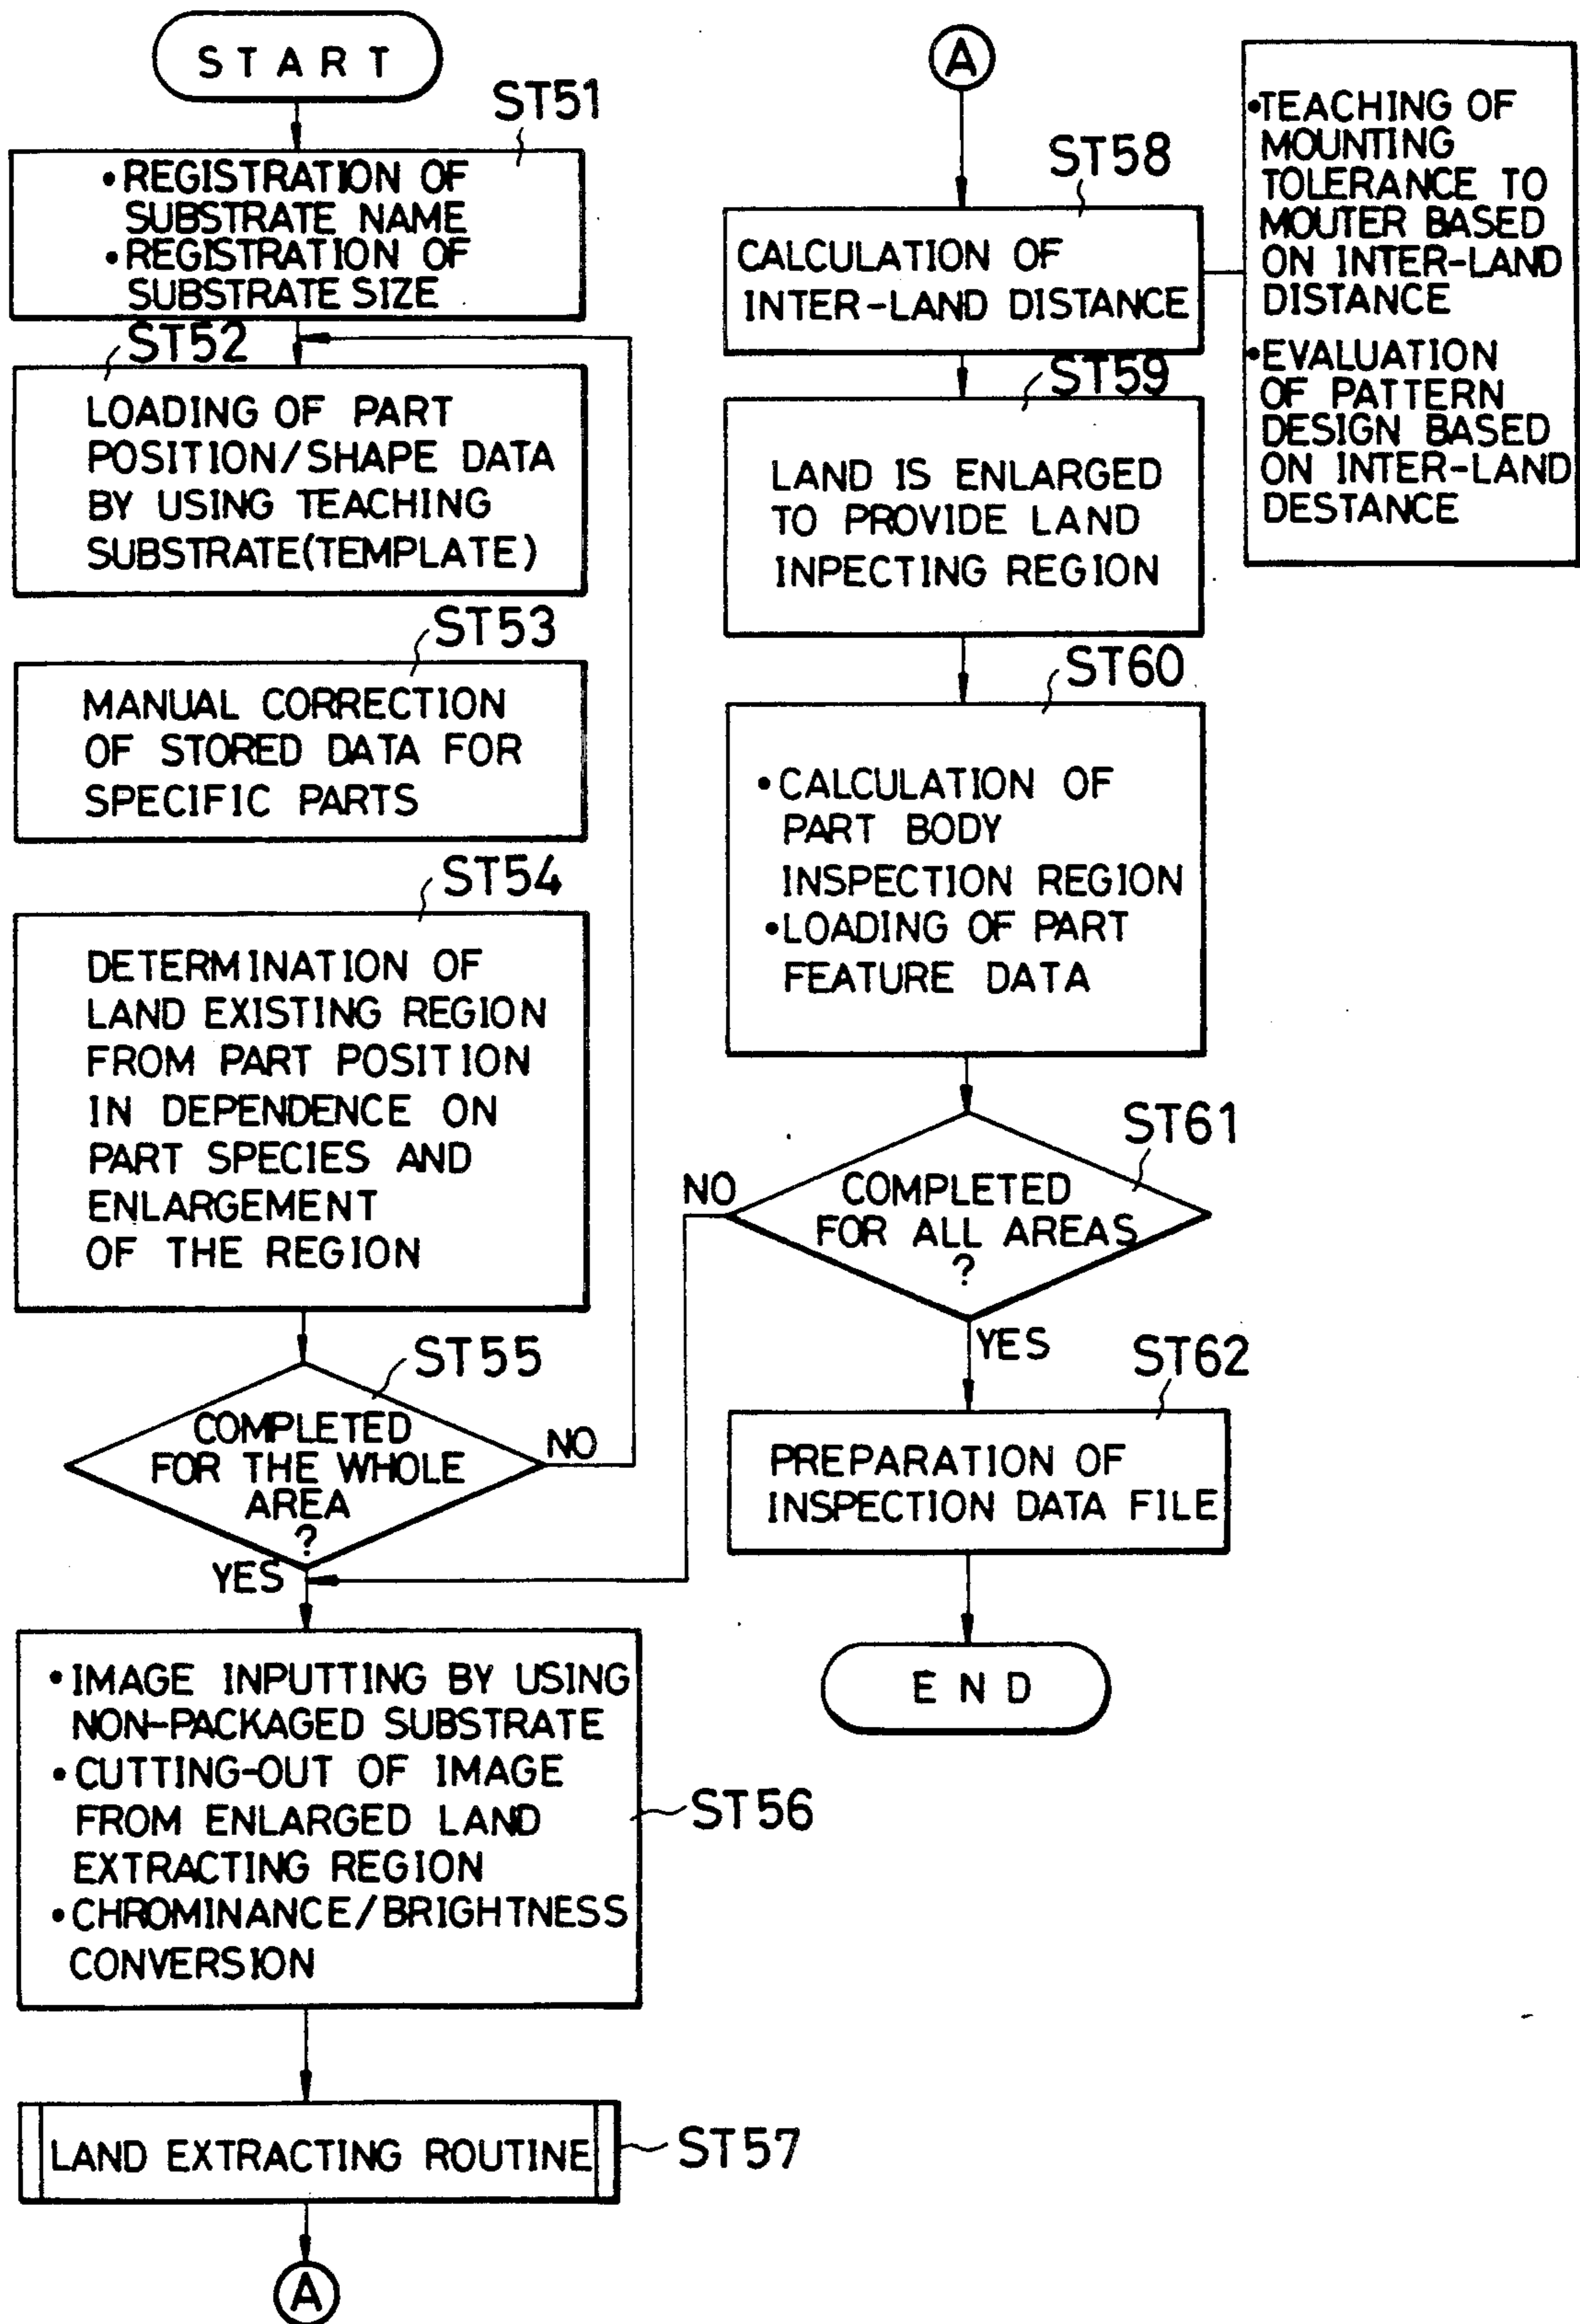 START
ST51
•REGISTRATION OF
SUBSTRATE NAME
•REGISTRATION OF
SUBSTRATE SIZE
ST52
LOADING OF PART
POSITION/SHAPE DATA
BY USING TEACHING
SUBSTRATE(TEMPLATE)
ST53
MANUAL CORRECTION
OF STORED DATA FOR
SPECIFIC PARTS
ST54
DETERMINATION OF
LAND EXISTING REGION
FROM PART POSITION
IN DEPENDENCE ON
PART SPECIES AND
ENLARGEMENT
OF THE REGION
ST55
COMPLETED
FOR THE WHOLE
AREA
?
NO
YES
•IMAGE INPUTTING BY USING
NON-PACKAGED SUBSTRATE
•CUTTING-OUT OF IMAGE
FROM ENLARGED LAND
EXTRACTING REGION
•CHROMINANCE/BRIGHTNESS
CONVERSION
ST56
LAND EXTRACTING ROUTINE
ST57
A
A
ST58
CALCULATION OF
INTER-LAND DISTANCE
•TEACHING OF
MOUNTING
TOLERANCE TO
MOUTER BASED
ON INTER-LAND
DISTANCE
•EVALUATION
OF PATTERN
DESIGN BASED
ON INTER-LAND
DESTANCE
ST59
LAND IS ENLARGED
TO PROVIDE LAND
INPECTING REGION
ST60
•CALCULATION OF
PART BODY
INSPECTION REGION
•LOADING OF PART
FEATURE DATA
ST61
COMPLETED
FOR ALL AREAS
?
NO
YES
ST62
PREPARATION OF
INSPECTION DATA FILE
END